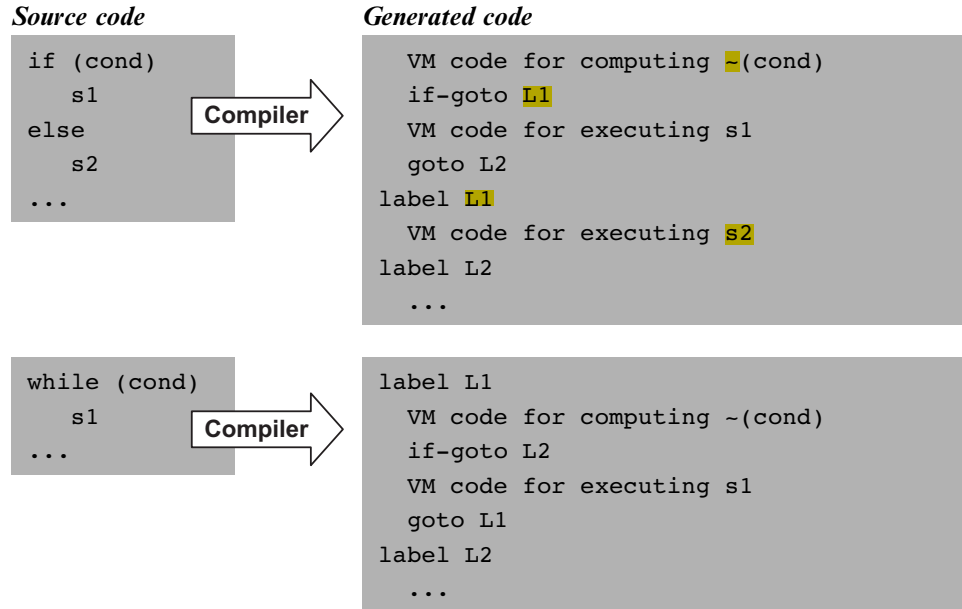 Source code
Generated code
if (cond)
s1
else
s2
...
Compiler
VM code for computing ~(cond)
if-goto L1
VM code for executing s1
goto L2
label L1
VM code for executing s2
label L2
...
while (cond)
s1
...
Compiler
label L1
VM code for computing ~(cond)
if-goto L2
VM code for executing s1
goto L1
label L2
...